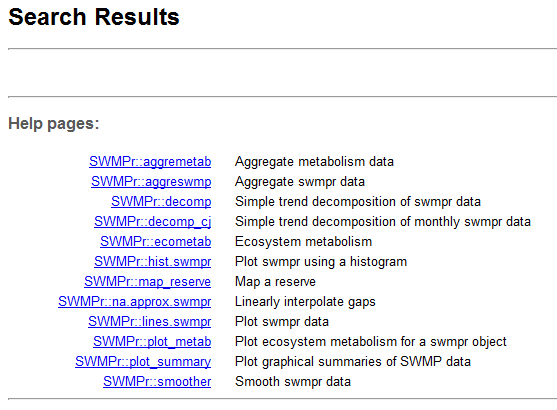 Search Results
Help pages:
SWMPr::aggremetab Aggregate metabolism data
SWMPr::aggreswmp Aggregate swmpr data
SWMPr::decomp Simple trend decomposition of swmpr data
SWMPr::decomp_cj Simple trend decomposition of monthly swmpr data
SWMPr::ecometab Ecosystem metabolism
SWMPr::hist.swmpr Plot swmpr using a histogram
SWMPr::map_reserve Map a reserve
SWMPr::na.approx.swmpr Linearly interpolate gaps
SWMPr::lines.swmpr Plot swmpr data
SWMPr::plot_metab Plot ecosystem metabolism for a swmpr object
SWMPr::plot_summary Plot graphical summaries of SWMP data
SWMPr::smoother Smooth swmpr data